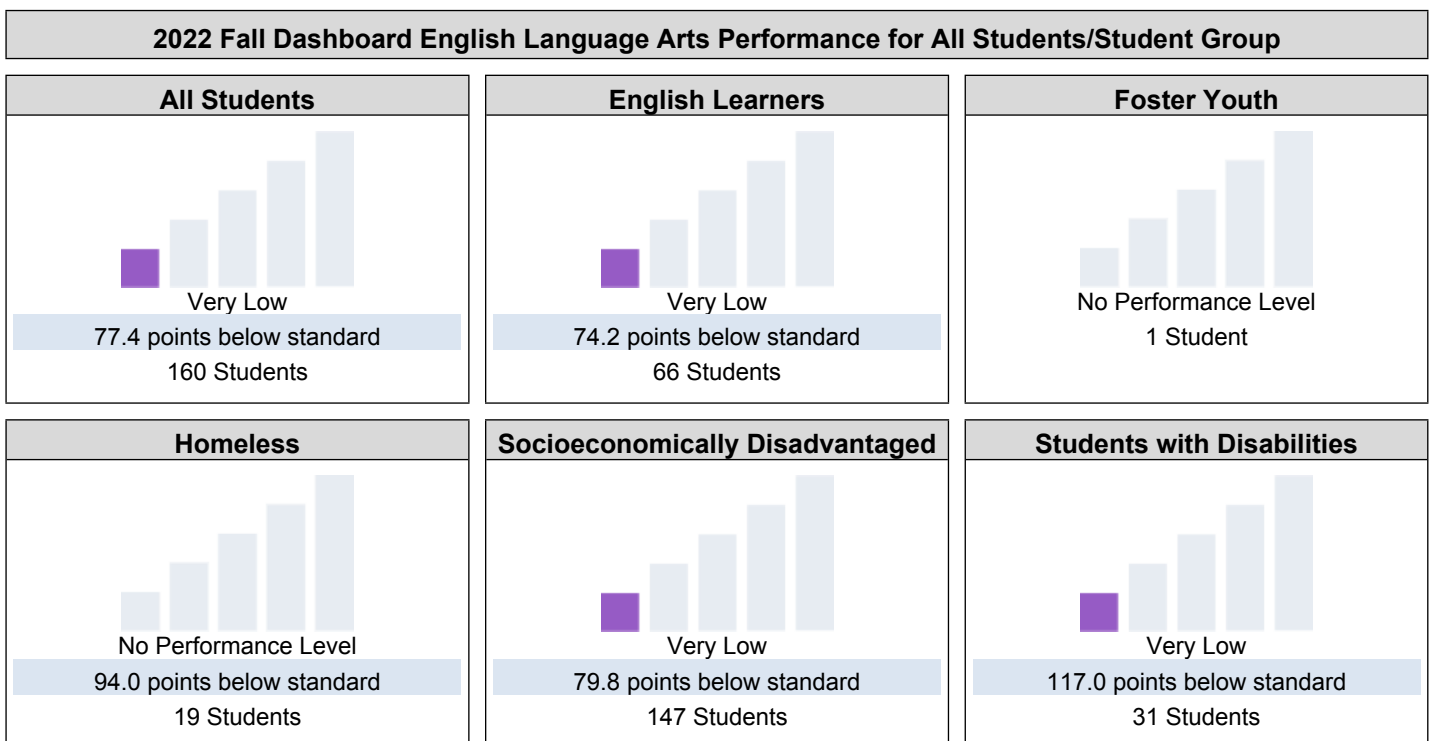 2022 Fall Dashboard English Language Arts Performance for All Students/Student Group
All Students
Very Low
77.4 points below standard
160 Students
English Learners
Very Low
74.2 points below standard
66 Students
Foster Youth
No Performance Level
1 Student
Homeless
No Performance Level
94.0 points below standard
19 Students
Socioeconomically Disadvantaged
Very Low
79.8 points below standard
147 Students
Students with Disabilities
Very Low
117.0 points below standard
31 Students